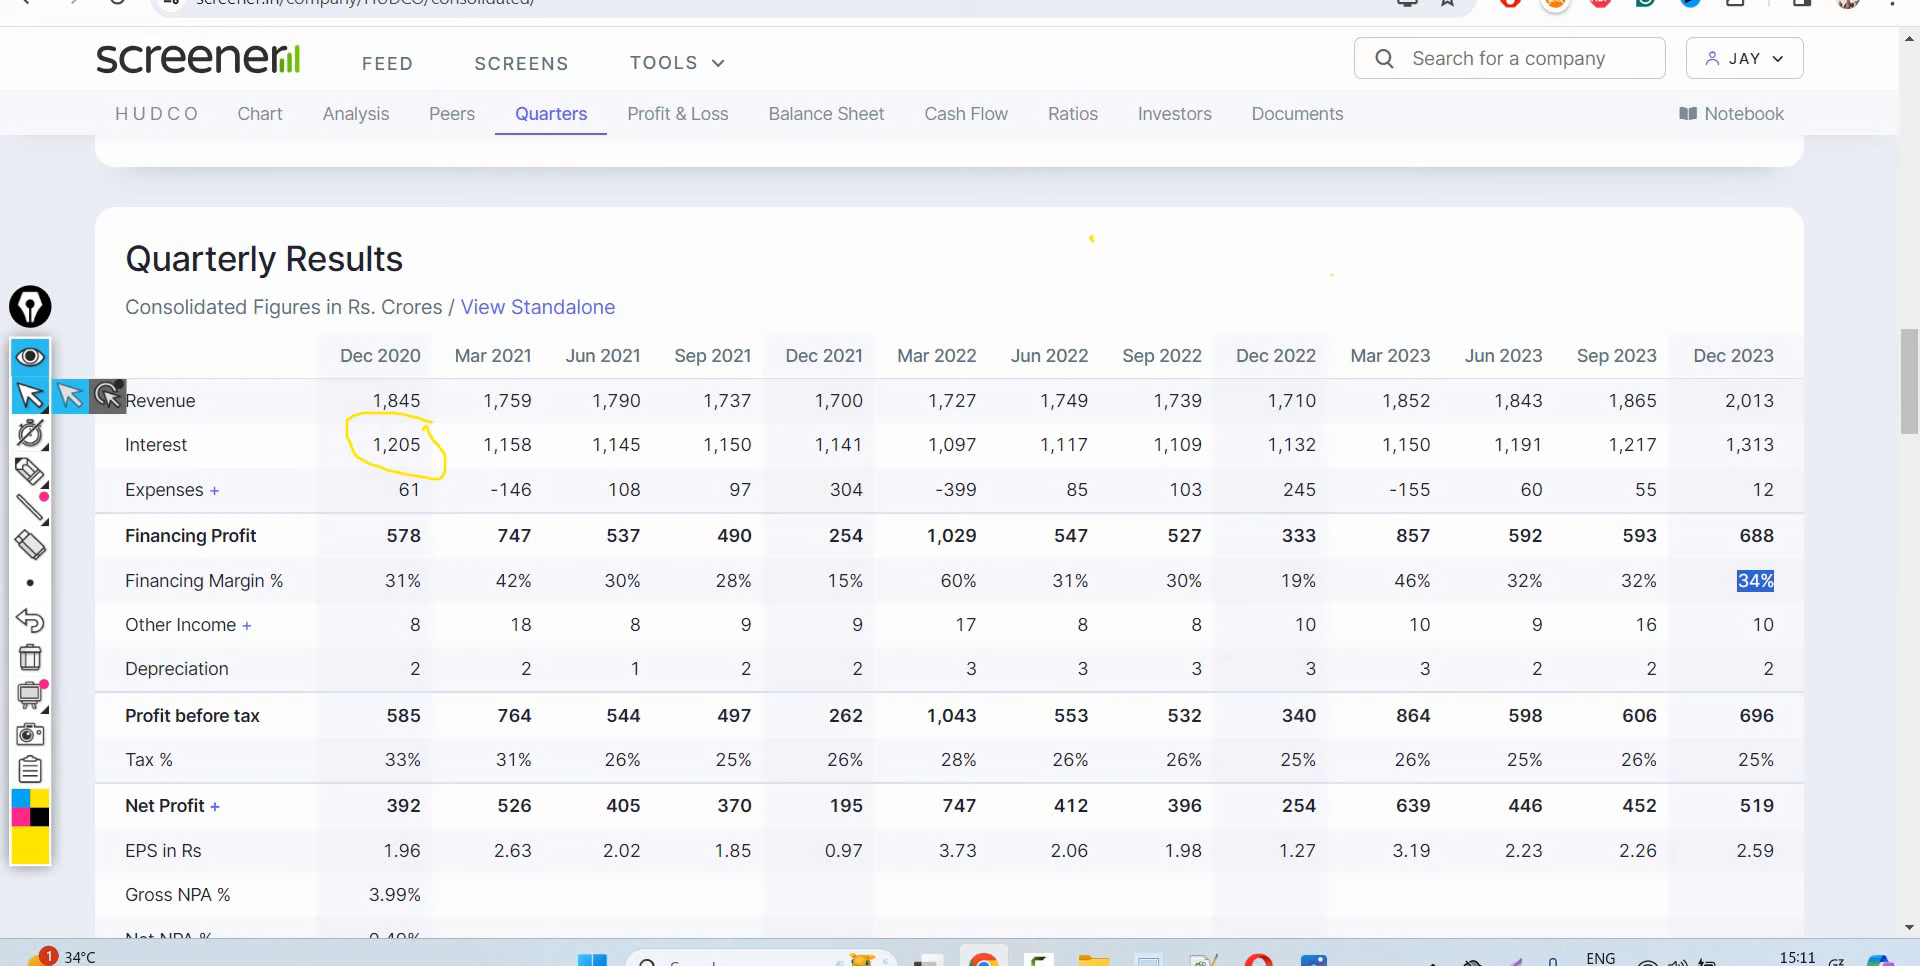 screener.in/company/HUDCO/consolidated/
screener
FEED SCREENS TOOLS
Search for a company
JAY
H U D C O Chart Analysis Peers Quarters Profit & Loss Balance Sheet Cash Flow Ratios Investors Documents Notebook
Quarterly Results
Consolidated Figures in Rs. Crores / View Standalone
Dec 2020 Mar 2021 Jun 2021 Sep 2021 Dec 2021 Mar 2022 Jun 2022 Sep 2022 Dec 2022 Mar 2023 Jun 2023 Sep 2023 Dec 2023
Revenue 1,845 1,759 1,790 1,737 1,700 1,727 1,749 1,739 1,710 1,852 1,843 1,865 2,013
Interest 1,205 1,158 1,145 1,150 1,141 1,097 1,117 1,109 1,132 1,150 1,191 1,217 1,313
Expenses + 61 -146 108 97 304 -399 85 103 245 -155 60 55 12
Financing Profit 578 747 537 490 254 1,029 547 527 333 857 592 593 688
Financing Margin % 31% 42% 30% 28% 15% 60% 31% 30% 19% 46% 32% 32% 34%
Other Income + 8 18 8 9 9 17 8 8 10 10 9 16 10
Depreciation 2 2 1 2 2 3 3 3 3 3 2 2 2
Profit before tax 585 764 544 497 262 1,043 553 532 340 864 598 606 696
Tax % 33% 31% 26% 25% 26% 28% 26% 26% 25% 26% 25% 26% 25%
Net Profit + 392 526 405 370 195 747 412 396 254 639 446 452 519
EPS in Rs 1.96 2.63 2.02 1.85 0.97 3.73 2.06 1.98 1.27 3.19 2.23 2.26 2.59
Gross NPA % 3.99%
Net NPA % 0.49%
1 34°C
ENG
15:11